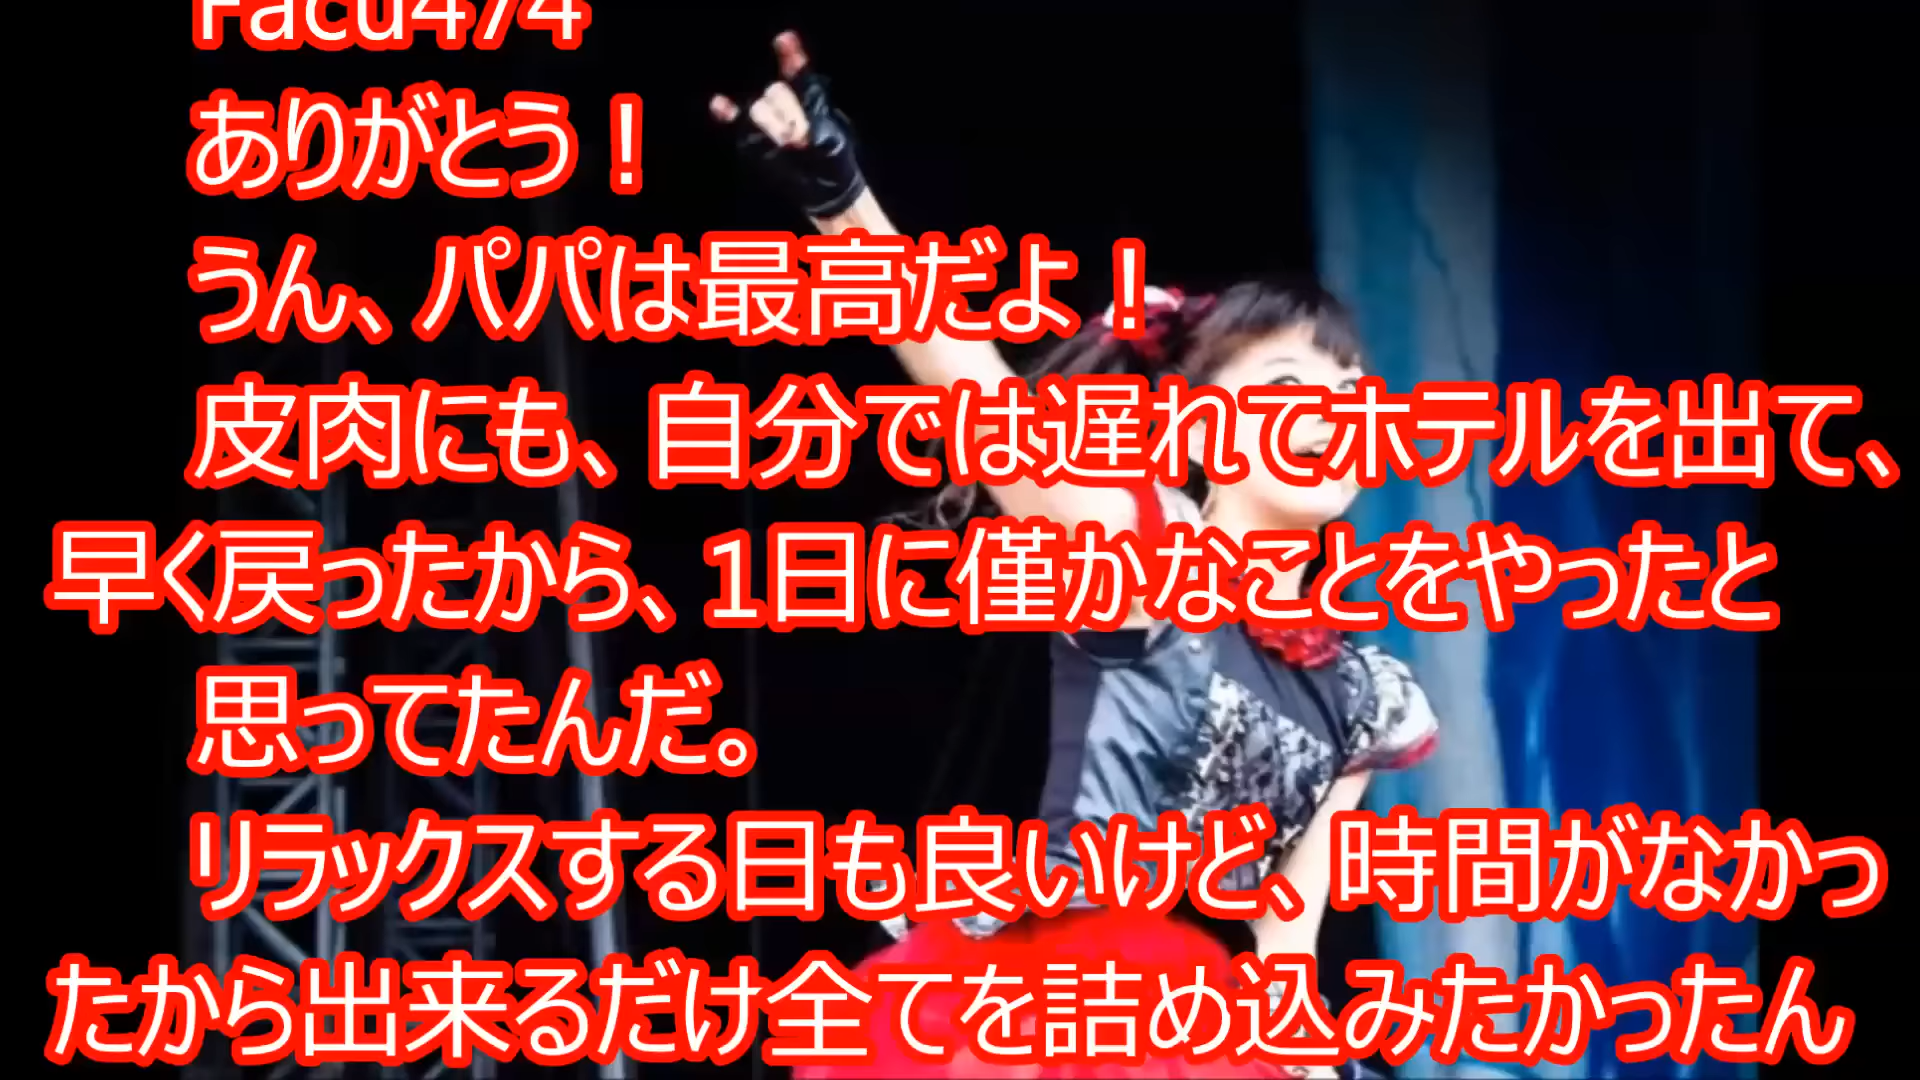 Facu474
ありがとう！
うん、パパは最高だよ！
皮肉にも、自分では遅れてホテルを出て、
早く戻ったから、1日に僅かなことをやったと
思ってたんだ。
リラックスする日も良いけど、時間がなかっ
たから出来るだけ全てを詰め込みたかったん